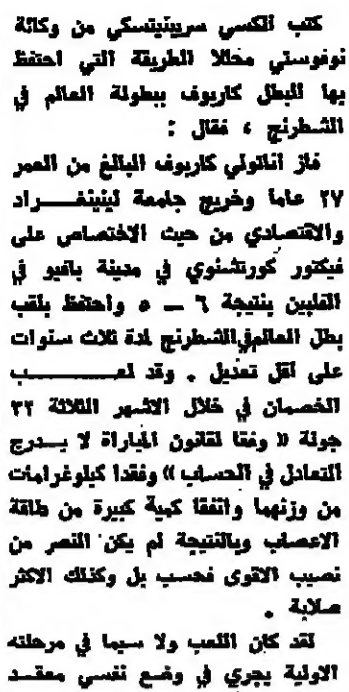 كتب الكسي سريبنيتسكي من وكالة
نوفوستي محللا الطريقة التي احتفظ
بها البطل كاربوف ببطولة العالم في
الشطرنج ، فقال :
فاز اناتولي كاربوف البالغ من العمر
٢٧ عاما وخريج جامعة لينينغراد
والاقتصادي من حيث الاختصاص على
فيكتور كورتشنوي في مدينة باغيو في
الفلبين بنتيجة ٦ — ٥ واحتفظ بلقب
بطل العالم في الشطرنج لمدة ثلاث سنوات
على اقل تعديل . وقد لعب
الخصمان في خلال الاشهر الثلاثة ٣٢
جولة « وفقا لقانون المباراة لا يدرج
التعادل في الحساب » وفقدا كيلوغرامات
من وزنهما وانفقا كمية كبيرة من طاقة
الاعصاب وبالنتيجة لم يكن النصر من
نصيب الاقوى فحسب بل وكذلك الاكثر
صلابة .
لقد كان اللعب ولا سيما في مرحلته
الاولية يجري في وضع نفسي معقد